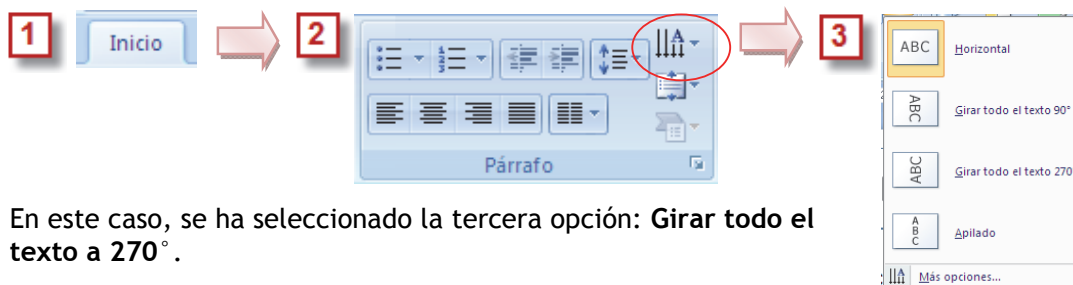 1
Inicio
2
Párrafo
3
ABC Horizontal
ABC Girar todo el texto 90°
ABC Girar todo el texto 270
ABC Apilado
Más opciones...
En este caso, se ha seleccionado la tercera opción: Girar todo el
texto a 270°.